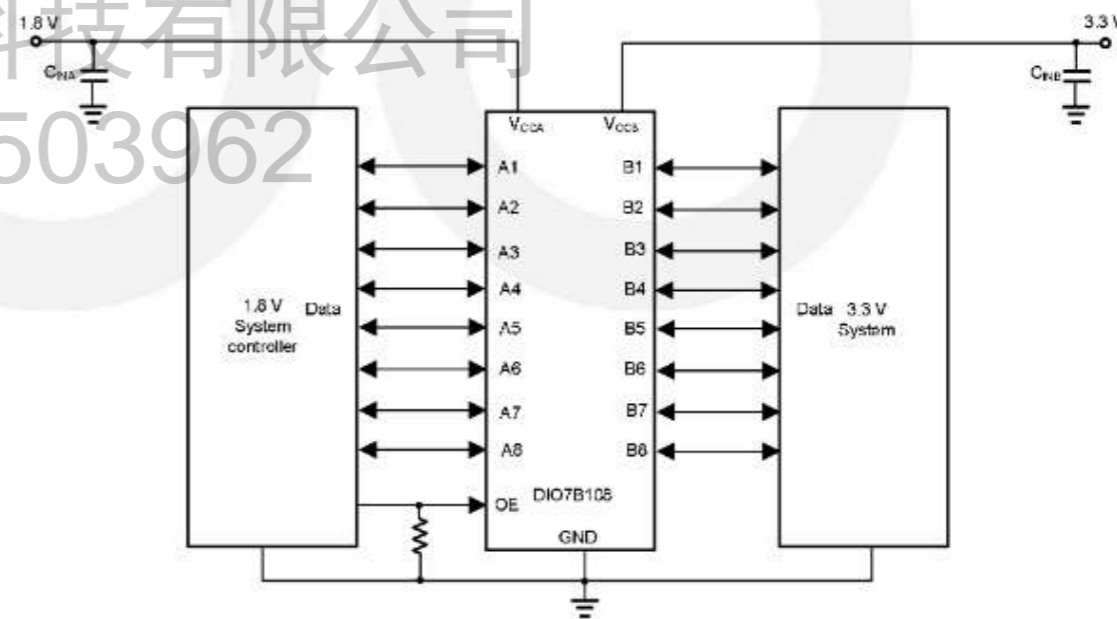 科技有限公司
503962
1.8 V
3.3 V
CINA
CINB
VCCA VCCB
A1 B1
A2 B2
A3 B3
A4 B4
A5 B5
A6 B6
A7 B7
A8 B8
1.8 V
System
controller
Data
Data
3.3 V
System
OE
DIO7B108
GND